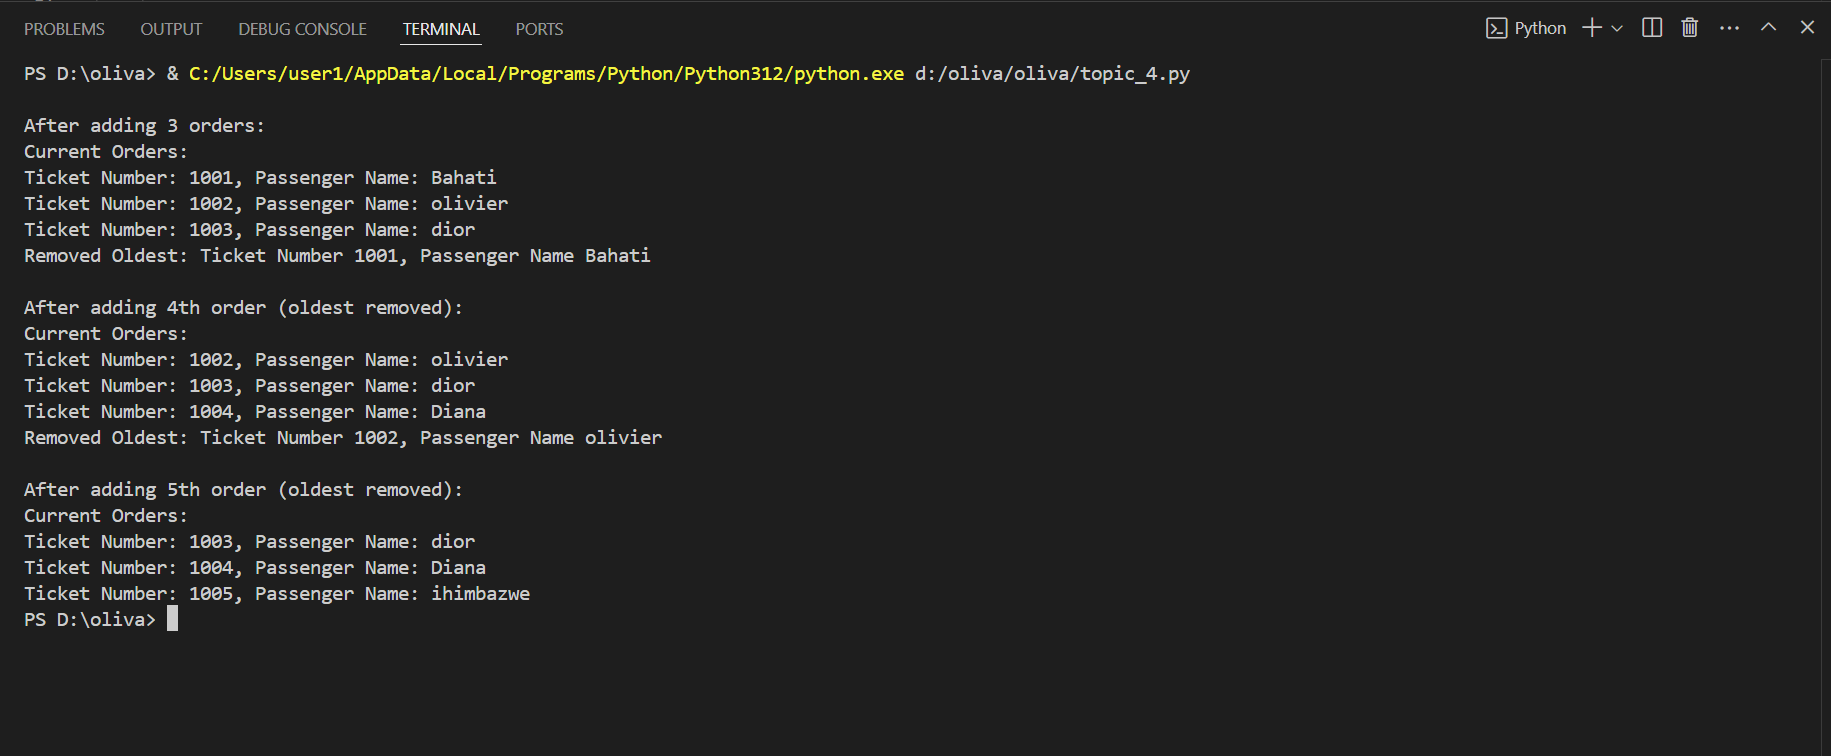 PROBLEMS OUTPUT DEBUG CONSOLE TERMINAL PORTS Python
PS D:\oliva> & C:/Users/user1/AppData/Local/Programs/Python/Python312/python.exe d:/oliva/oliva/topic_4.py
After adding 3 orders:
Current Orders:
Ticket Number: 1001, Passenger Name: Bahati
Ticket Number: 1002, Passenger Name: olivier
Ticket Number: 1003, Passenger Name: dior
Removed Oldest: Ticket Number 1001, Passenger Name Bahati
After adding 4th order (oldest removed):
Current Orders:
Ticket Number: 1002, Passenger Name: olivier
Ticket Number: 1003, Passenger Name: dior
Ticket Number: 1004, Passenger Name: Diana
Removed Oldest: Ticket Number 1002, Passenger Name olivier
After adding 5th order (oldest removed):
Current Orders:
Ticket Number: 1003, Passenger Name: dior
Ticket Number: 1004, Passenger Name: Diana
Ticket Number: 1005, Passenger Name: ihimbazwe
PS D:\oliva>